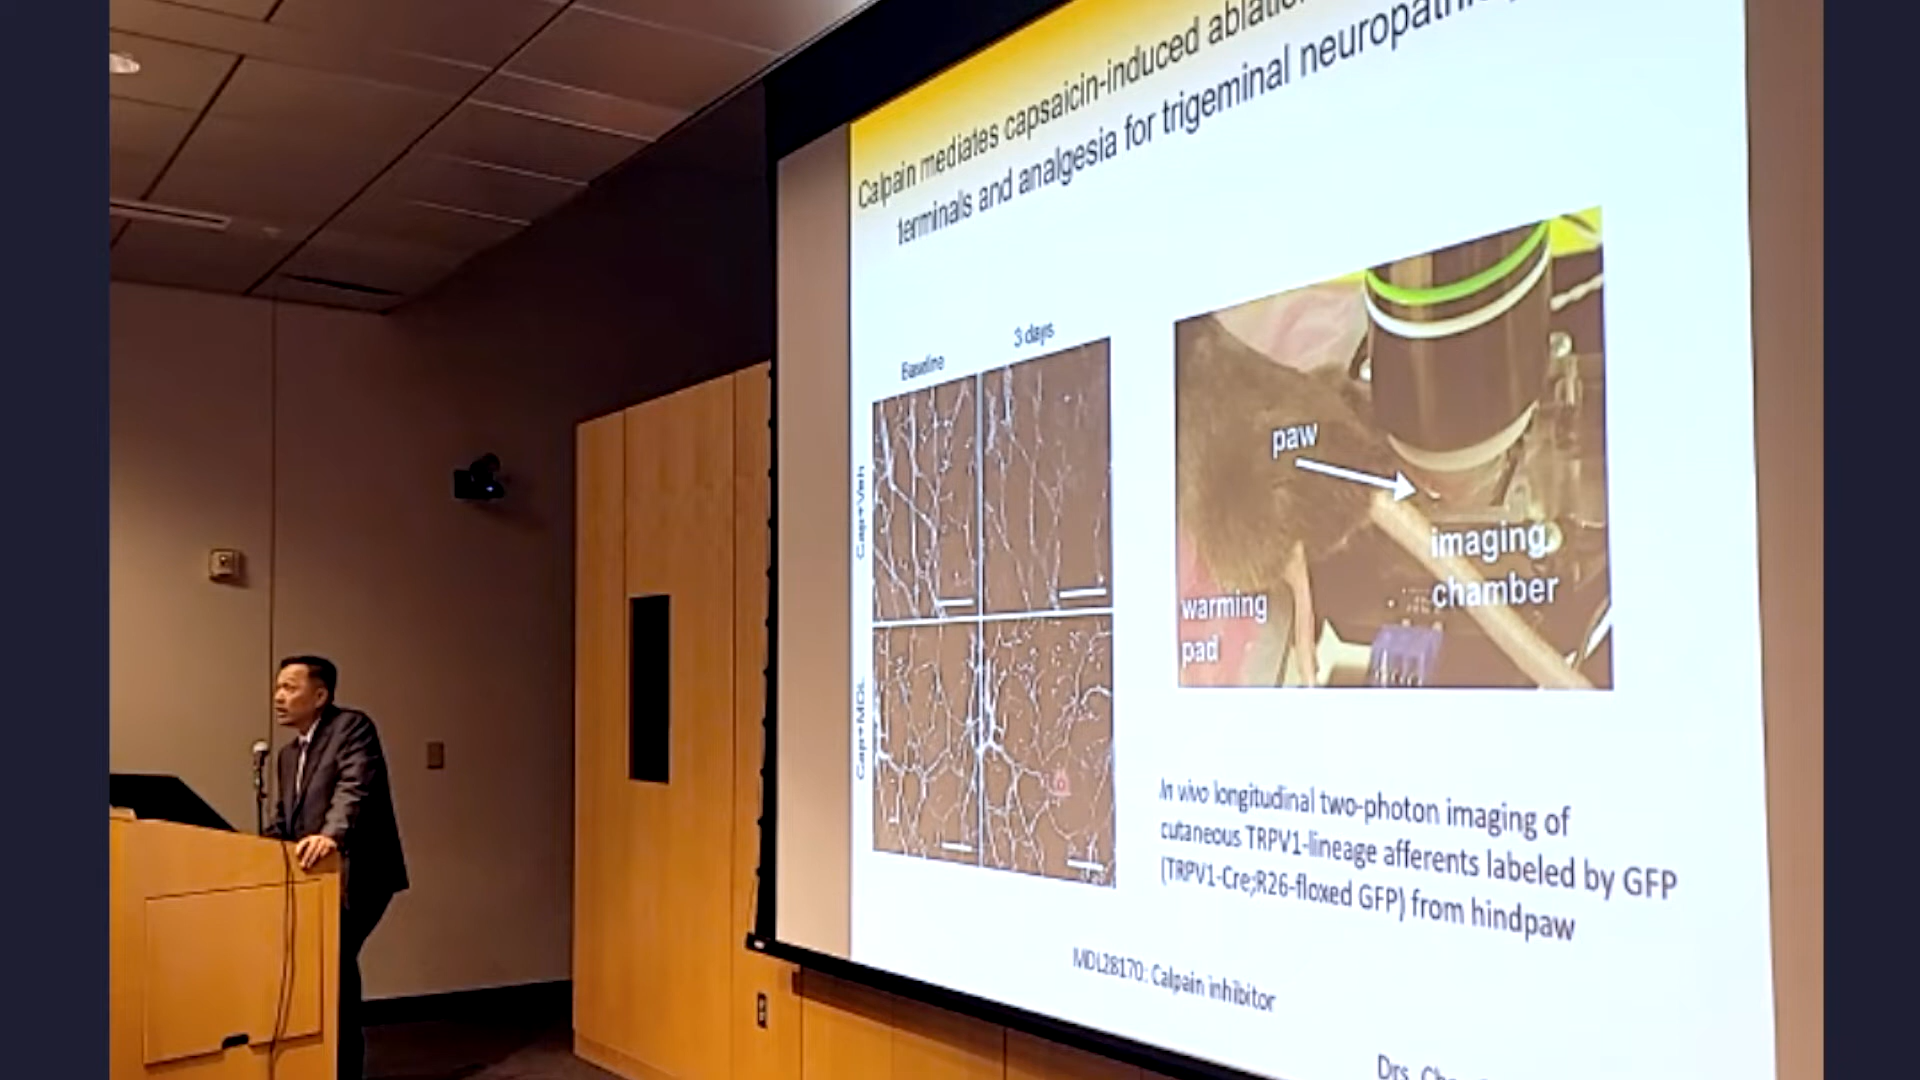 Calpain mediates capsaicin-induced
terminals and analgesia for trigeminal
Baseline
3 days
Cap+Veh
Cap+MDL
paw
imaging
chamber
warming
pad
In vivo longitudinal two-photon imaging of
cutaneous TRPV1-lineage afferents labeled by GFP
(TRPV1-Cre;R26-floxed GFP) from hindpaw
MDL28170: Calpain inhibitor
Drs.